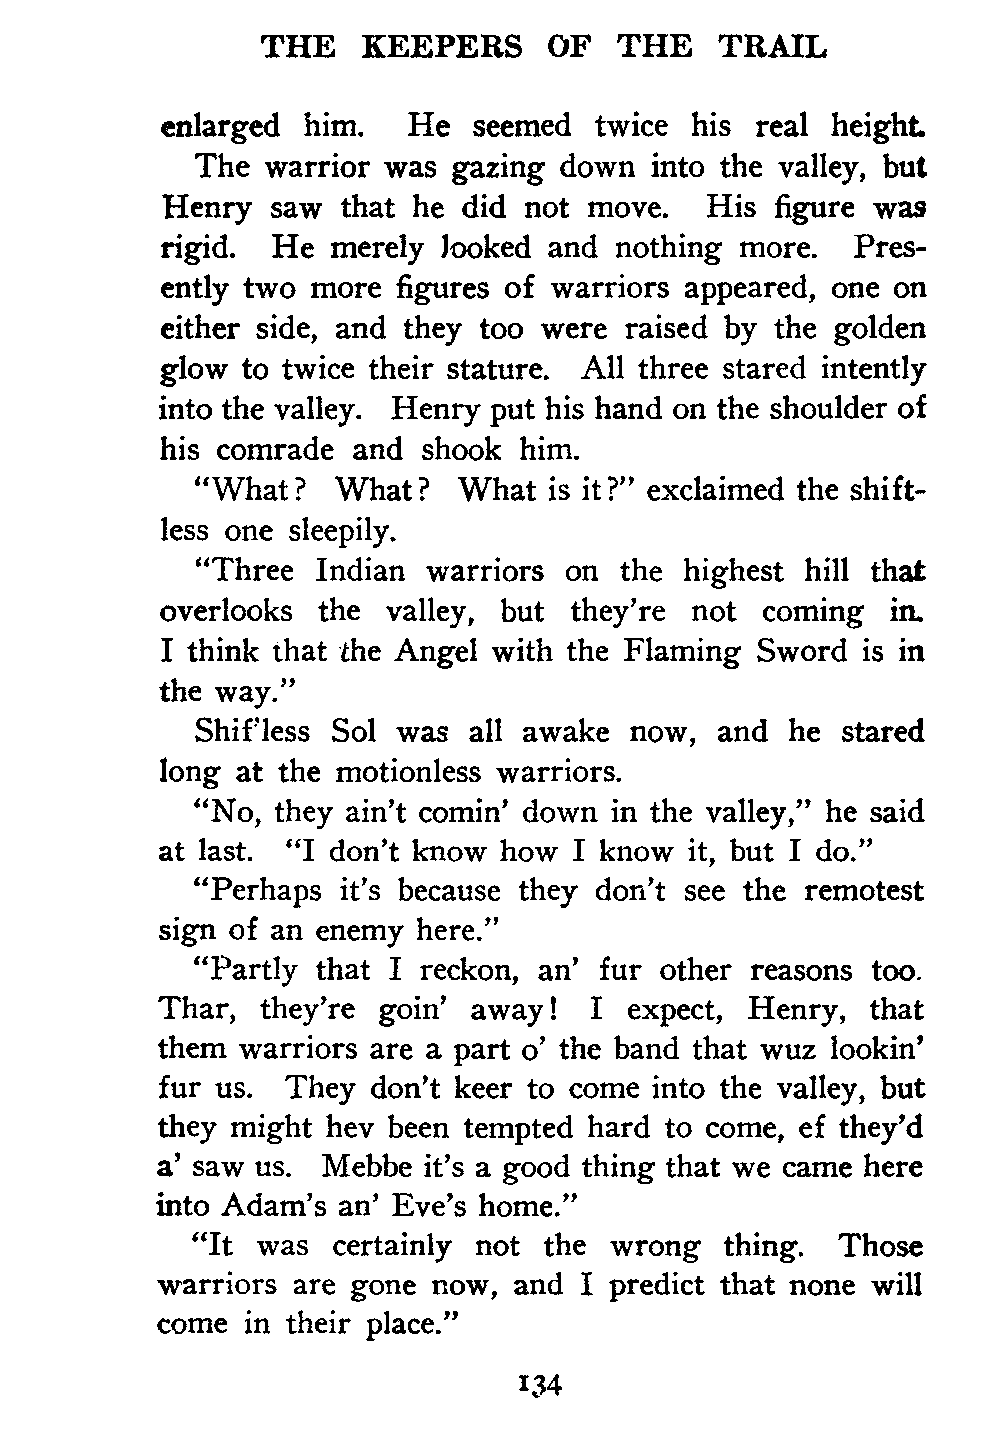 THE KEEPERS OF THE TRAIL
enlarged him. He seemed twice his real height.
The warrior was gazing down into the valley, but
Henry saw that he did not move. His figure was
rigid. He merely looked and nothing more. Pres-
ently two more figures of warriors appeared, one on
either side, and they too were raised by the golden
glow to twice their stature. All three stared intently
into the valley. Henry put his hand on the shoulder of
his comrade and shook him.
"What? What? What is it?" exclaimed the shift-
less one sleepily.
"Three Indian warriors on the highest hill that
overlooks the valley, but they're not coming in.
I think that the Angel with the Flaming Sword is in
the way."
Shif'less Sol was all awake now, and he stared
long at the motionless warriors.
"No, they ain't comin' down in the valley," he said
at last. "I don't know how I know it, but I do."
"Perhaps it's because they don't see the remotest
sign of an enemy here."
"Partly that I reckon, an' fur other reasons too.
Thar, they're goin' away! I expect, Henry, that
them warriors are a part o' the band that wuz lookin'
fur us. They don't keer to come into the valley, but
they might hev been tempted hard to come, ef they'd
a' saw us. Mebbe it's a good thing that we came here
into Adam's an' Eve's home."
"It was certainly not the wrong thing. Those
warriors are gone now, and I predict that none will
come in their place."
134